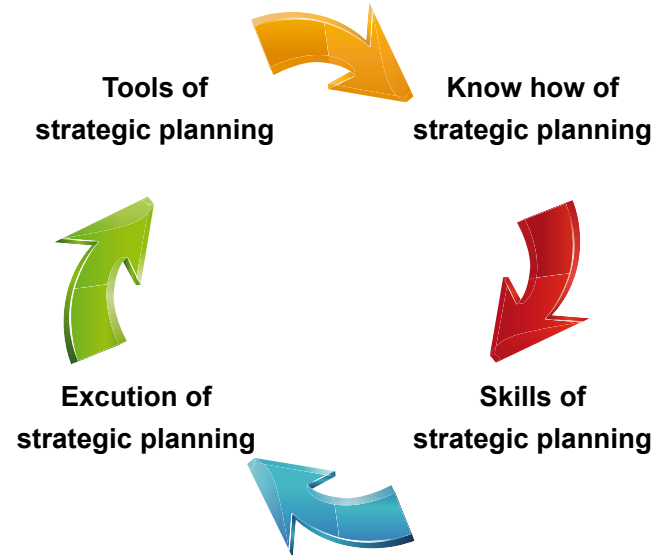 Tools of
strategic planning
Know how of
strategic planning
Excution of
strategic planning
Skills of
strategic planning